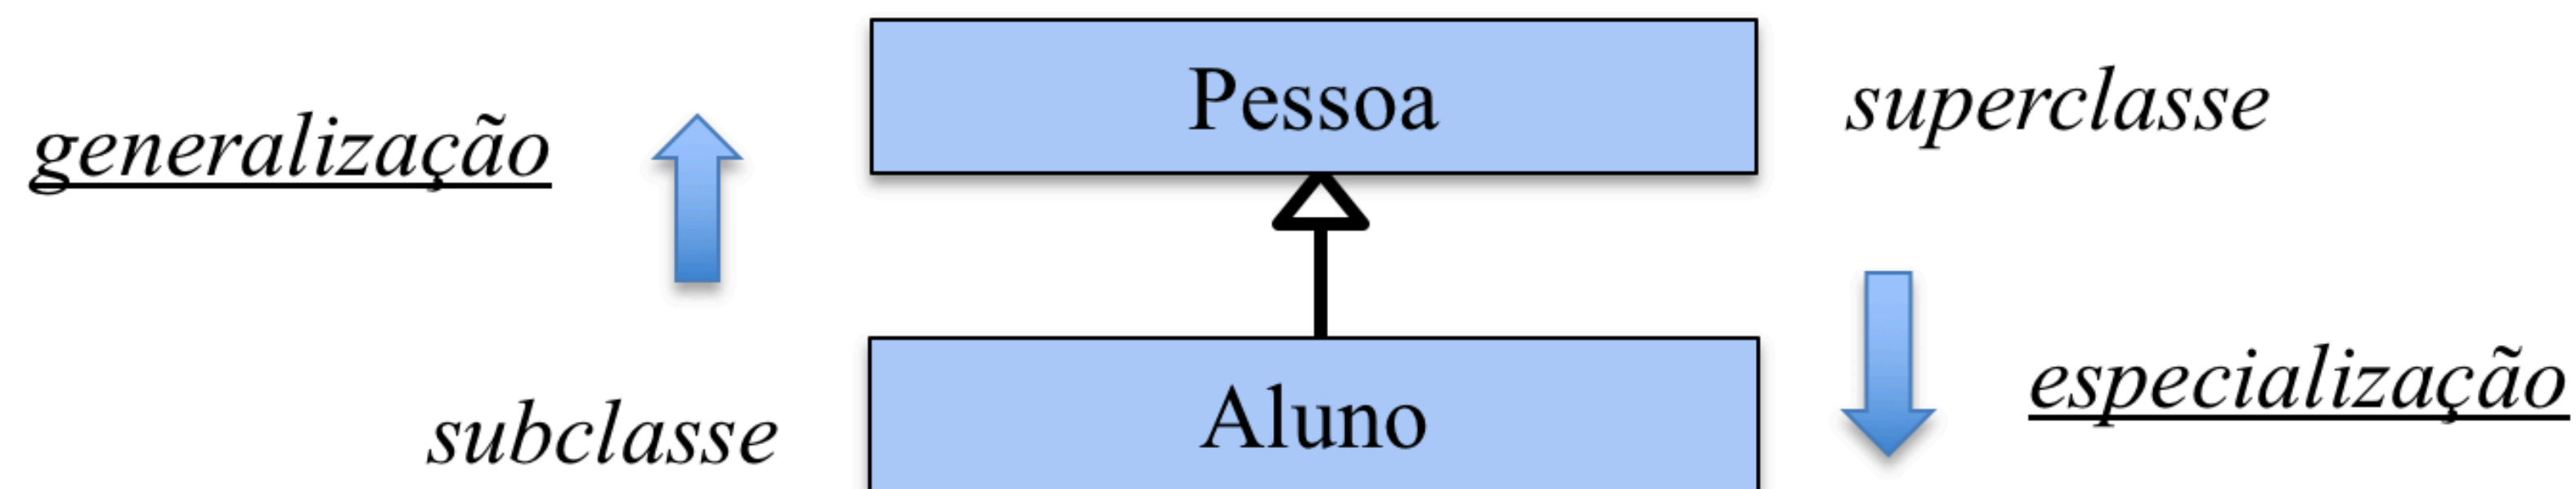 Pessoa
superclasse
generalização
especialização
Aluno
subclasse